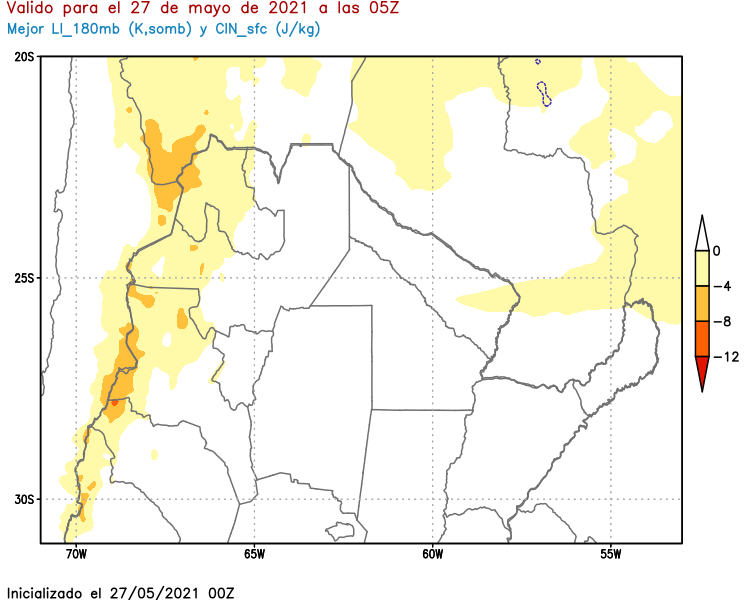 Valido para el 27 de mayo de 2021 a las 05Z
Mejor LI_180mb (K,somb) y CIN_sfc (J/kg)
20S
25S
30S
70W 65W 60W 55W
0
−4
−8
−12
Inicializado el 27/05/2021 00Z